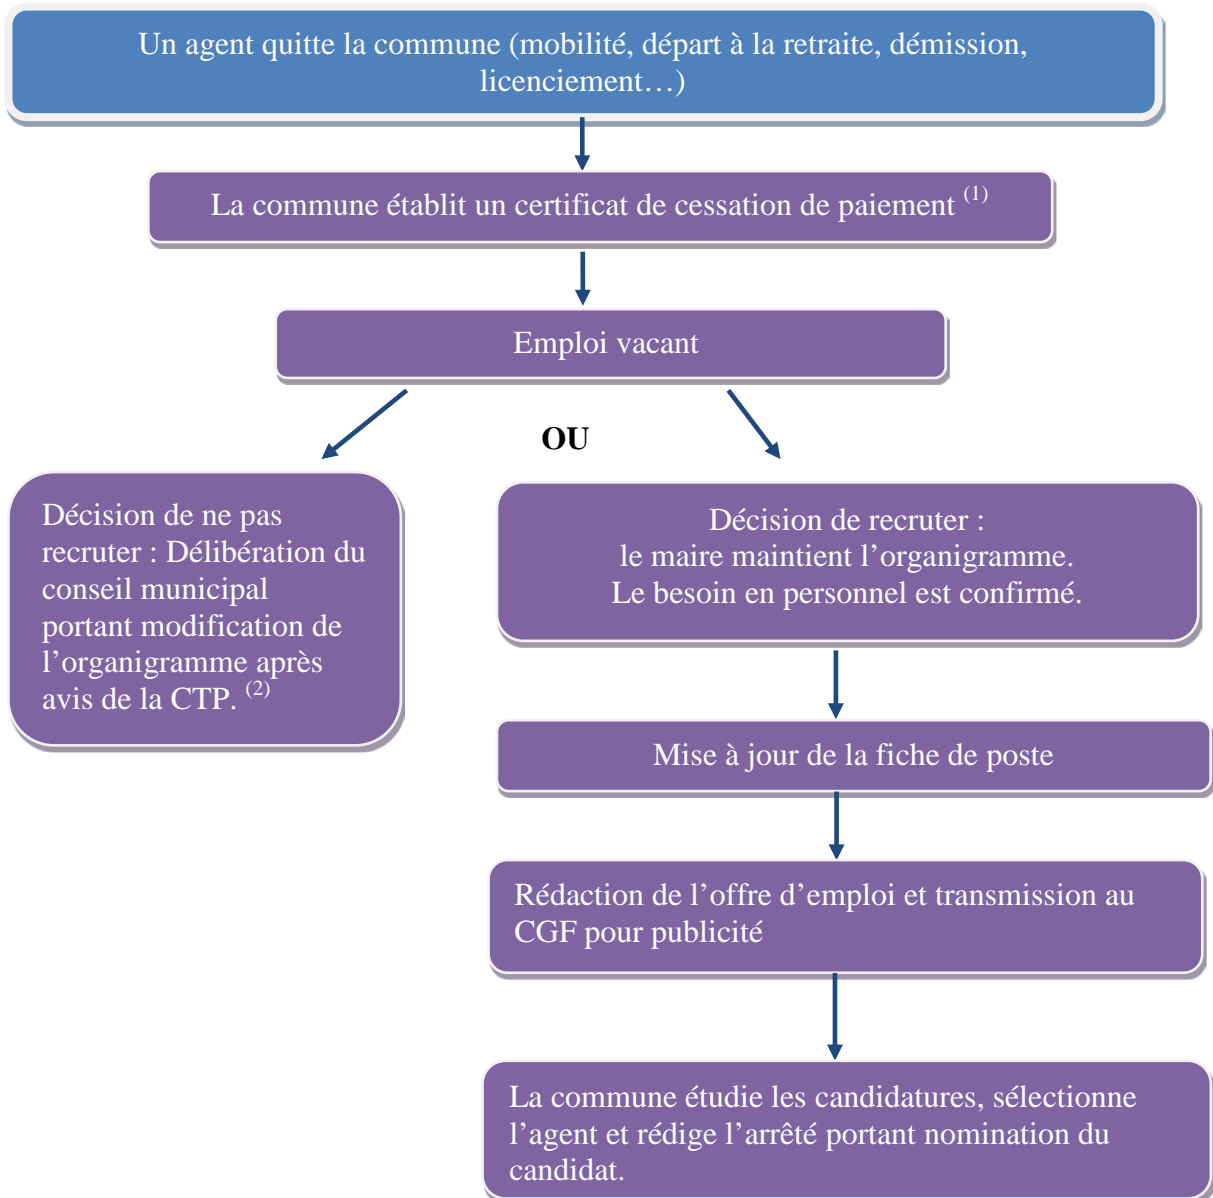 Un agent quitte la commune (mobilité, départ à la retraite, démission,
licenciement…)
La commune établit un certificat de cessation de paiement (1)
Emploi vacant
OU
Décision de ne pas
recruter : Délibération du
conseil municipal
portant modification de
l’organigramme après
avis de la CTP. (2)
Décision de recruter :
le maire maintient l’organigramme.
Le besoin en personnel est confirmé.
Mise à jour de la fiche de poste
Rédaction de l’offre d’emploi et transmission au
CGF pour publicité
La commune étudie les candidatures, sélectionne
l’agent et rédige l’arrêté portant nomination du
candidat.